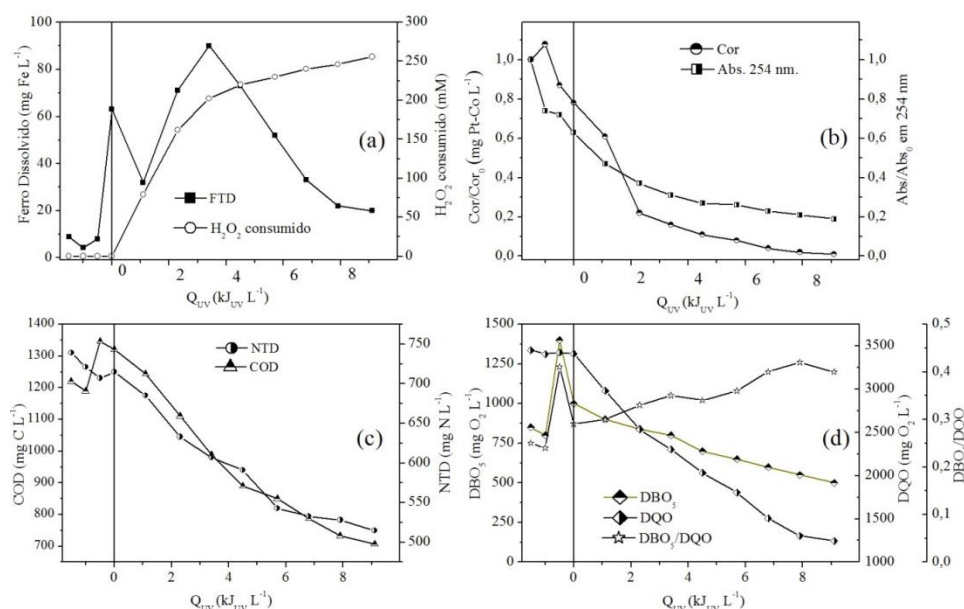 (a)
Ferro Dissolvido (mg Fe L⁻¹)
100
80
60
40
20
0
300
250
200
150
100
50
0
H₂O₂ consumido (mM)
FTD
H₂O₂ consumido
0 2 4 6 8
Q_UV (kJ_UV L⁻¹)
(b)
Cor/Cor₀ (mg Pt-Co L⁻¹)
1,0
0,8
0,6
0,4
0,2
0,0
1,0
0,8
0,6
0,4
0,2
0,0
Abs/Abs₀ em 254 nm
Cor
Abs. 254 nm.
0 2 4 6 8
Q_UV (kJ_UV L⁻¹)
(c)
COD (mg C L⁻¹)
1400
1300
1200
1100
1000
900
800
700
750
700
650
600
550
500
NTD (mg N L⁻¹)
NTD
COD
0 2 4 6 8
Q_UV (kJ_UV L⁻¹)
(d)
DBO₅ (mg O₂ L⁻¹)
1500
1250
1000
750
500
250
0
3500
3000
2500
2000
1500
1000
DQO (mg O₂ L⁻¹)
0,5
0,4
0,3
0,2
0,1
0,0
DBO₅/DQO
DBO₅
DQO
DBO₅/DQO
0 2 4 6 8
Q_UV (kJ_UV L⁻¹)